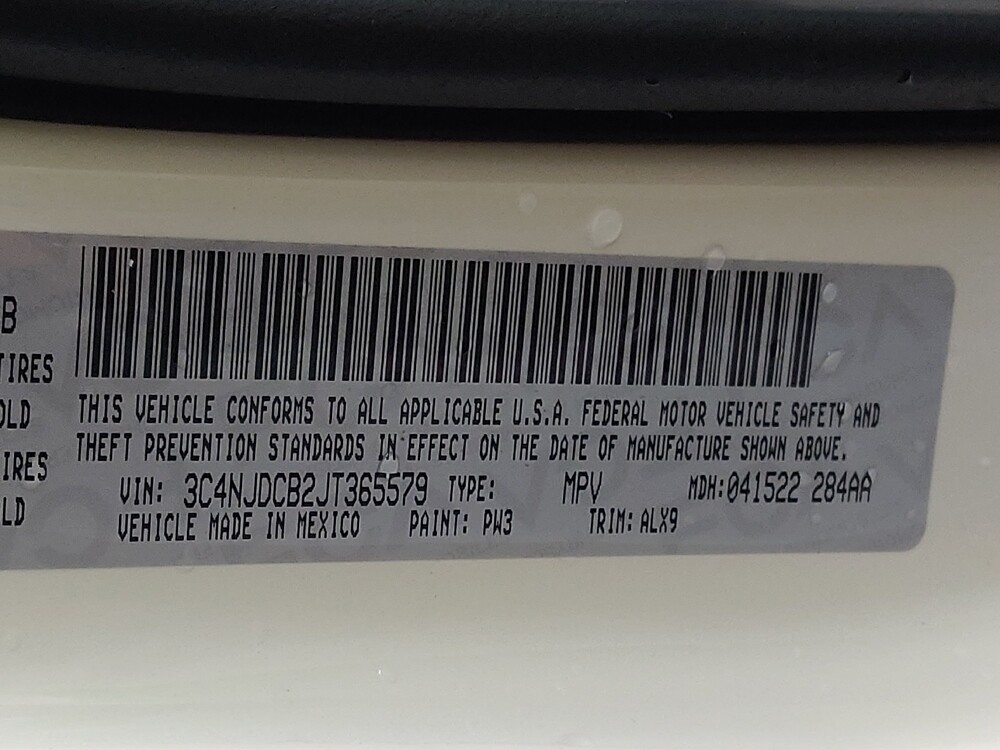 B
TIRES
OLD
IRES
LD
THIS VEHICLE CONFORMS TO ALL APPLICABLE U.S.A. FEDERAL MOTOR VEHICLE SAFETY AND
THEFT PREVENTION STANDARDS IN EFFECT ON THE DATE OF MANUFACTURE SHOWN ABOVE.
VIN: 3C4NJDCB2JT365579 TYPE: MPV MDH:041522 284AA
VEHICLE MADE IN MEXICO PAINT: PW3 TRIM: ALX9